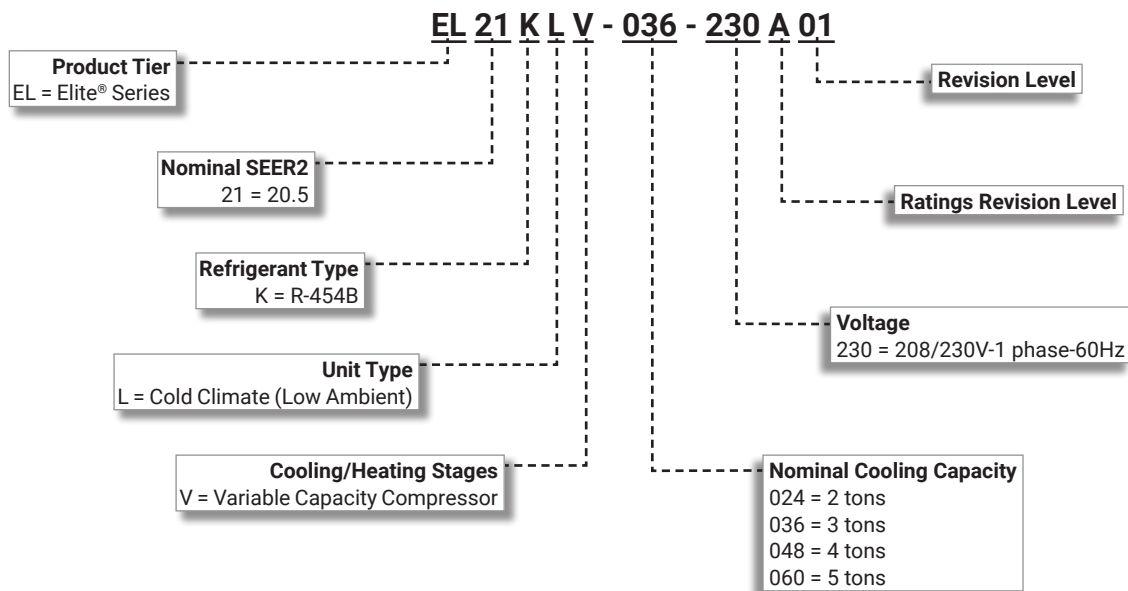 EL 21 K L V - 036 - 230 A 01
Product Tier
EL = Elite® Series
Revision Level
Nominal SEER2
21 = 20.5
Ratings Revision Level
Refrigerant Type
K = R-454B
Voltage
230 = 208/230V-1 phase-60Hz
Unit Type
L = Cold Climate (Low Ambient)
Cooling/Heating Stages
V = Variable Capacity Compressor
Nominal Cooling Capacity
024 = 2 tons
036 = 3 tons
048 = 4 tons
060 = 5 tons